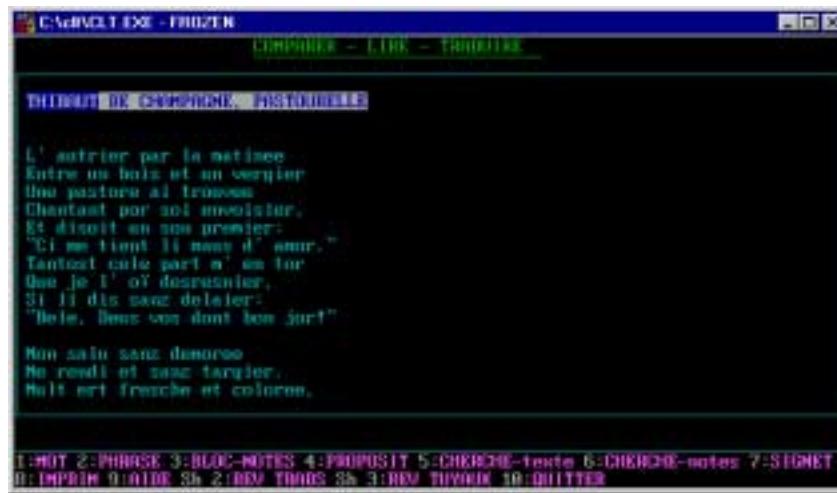 C:\clt\CLT.EXE - FROZEN
COMPARER - LIRE - TRADUIRE
THIBAUT DE CHAMPAGNE, PASTOURELLE
L' autrier par la matinee
Entre un bois et un vergier
Une pastore ai trouvee
Chantant por soi envoisier,
Et disoit en son premier:
"Ci me tient li maus d' amor."
Tantost cele part m' en tor
Que je l' oï desresnier,
Si li dis sanz delaier:
"Bele, Deus vos dont bon jor!"
Mon salu sanz demoree
Me rendi et sanz targier.
Mult ert fresche et coloree,
1:MOT 2:PHRASE 3:BLOC-NOTES 4:PROPOSIT 5:CHERCHE-texte 6:CHERCHE-notes 7:SIGNET
8:IMPRIM 9:AIDE Sh 2:REV TRADS Sh 3:REV TUYAUX 10:QUITTER